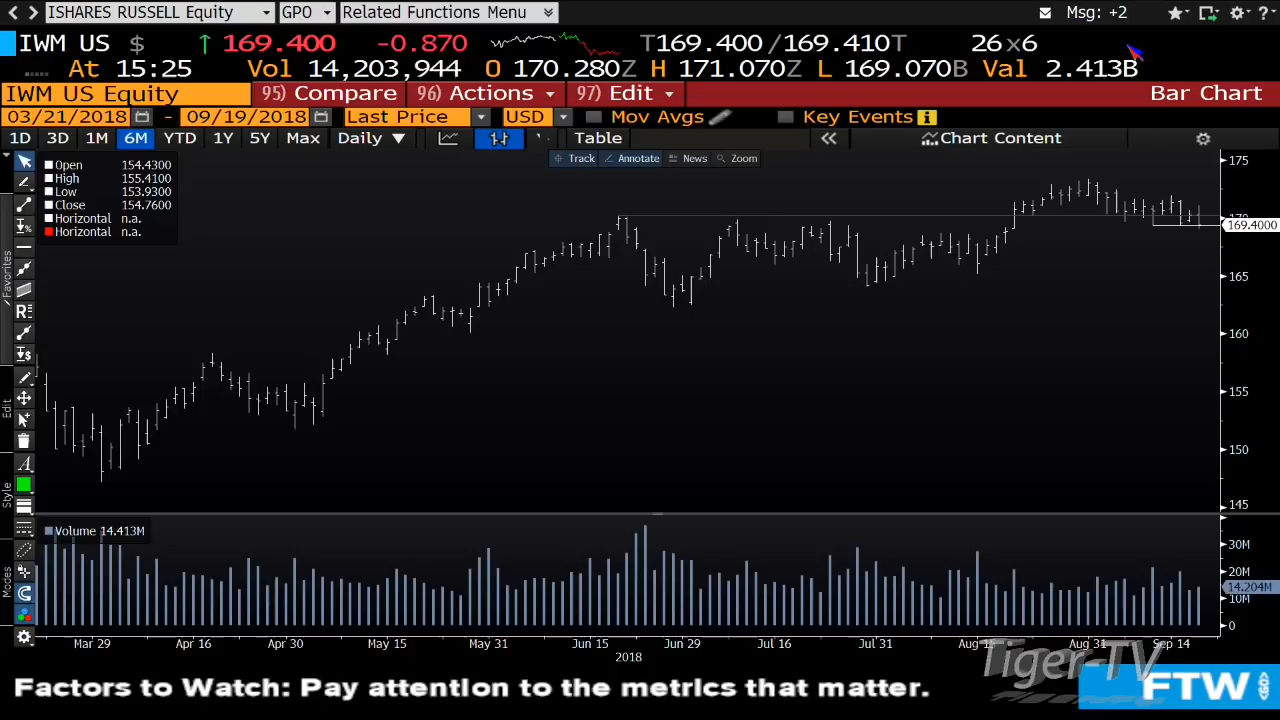 ISHARES RUSSELL Equity GPO Related Functions Menu Msg: +2
IWM US $ ↑ 169.400 -0.870 T169.400/169.410T 26x6
At 15:25 Vol 14,203,944 O 170.280Z H 171.070Z L 169.070B Val 2.413B
IWM US Equity 95) Compare 96) Actions 97) Edit Bar Chart
03/21/2018 - 09/19/2018 Last Price USD Mov Avgs Key Events
1D 3D 1M 6M YTD 1Y 5Y Max Daily ▼ Table « Chart Content
Track Annotate News Zoom
Open 154.4300
High 155.4100
Low 153.9300
Close 154.7600
Horizontal n.a.
Horizontal n.a.
175
170
169.4000
165
160
155
150
145
Favorites
Edit
Style
Modes
Volume 14.413M
30M
20M
14.204M
10M
0
Mar 29 Apr 16 Apr 30 May 15 May 31 Jun 15 Jun 29 Jul 16 Jul 31 Aug 15 Aug 31 Sep 14
2018
Tiger-TV
Factors to Watch: Pay attention to the metrics that matter.
FTW